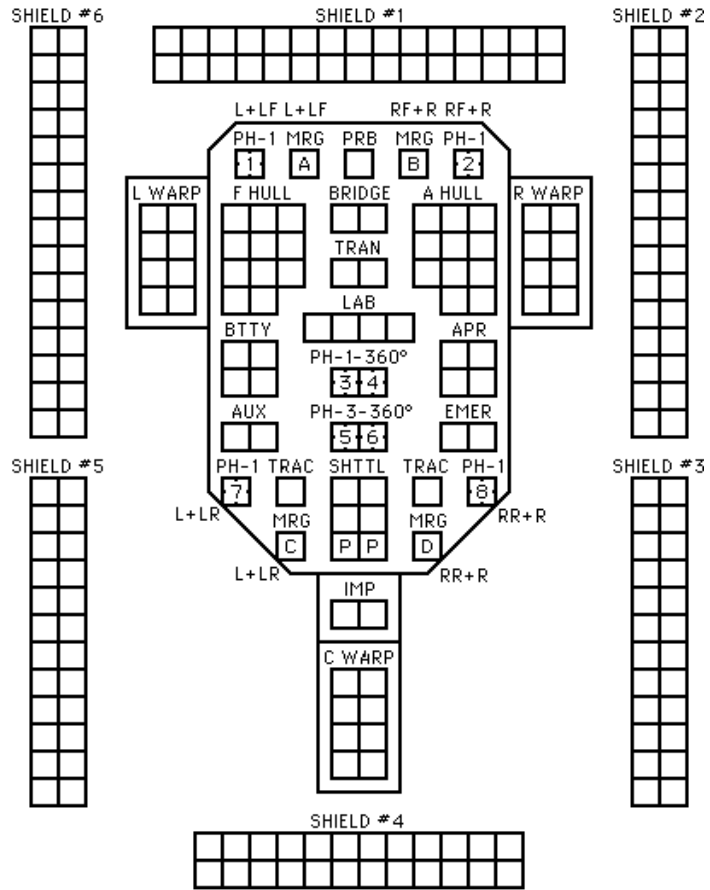 SHIELD #6 SHIELD #1 SHIELD #2
L+LF L+LF RF+R RF+R
PH-1 MRG PRB MRG PH-1
1 A B 2
L WARP F HULL BRIDGE A HULL R WARP
TRAN
LAB
BTTY APR
PH-1-360°
3 4
AUX PH-3-360° EMER
5 6
SHIELD #5 PH-1 TRAC SHTTL TRAC PH-1 SHIELD #3
7 8
L+LR MRG MRG RR+R
C P P D
L+LR RR+R
IMP
C WARP
SHIELD #4